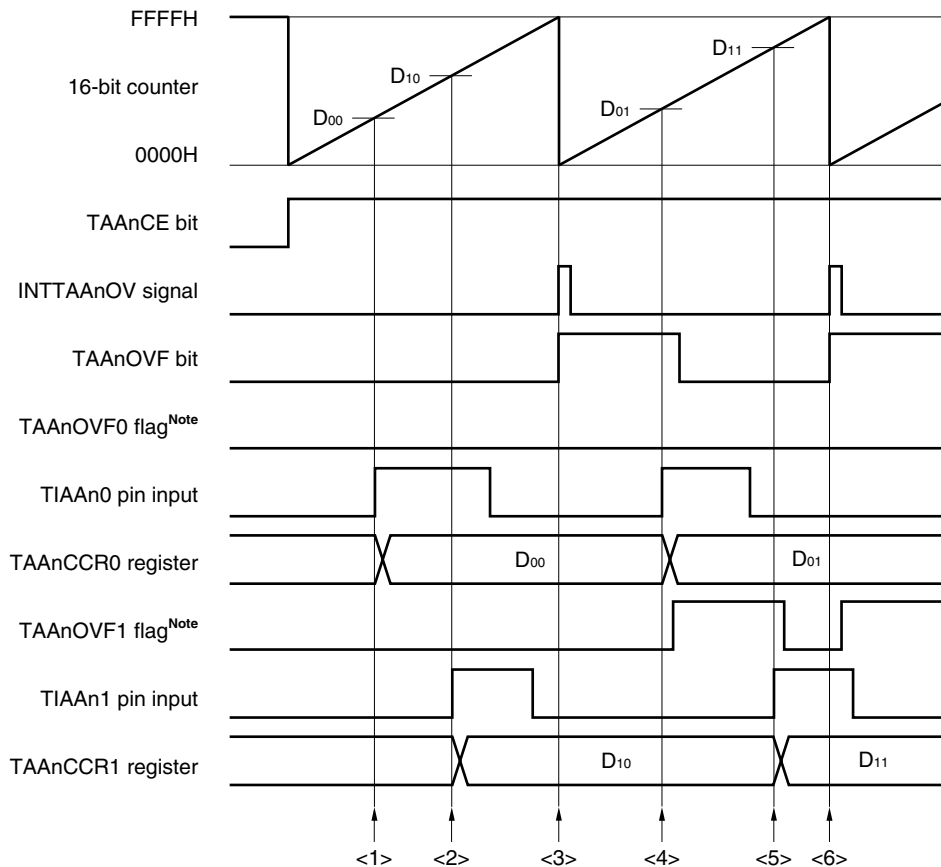 FFFFH
D11
D10
16-bit counter
D01
D00
0000H
TAAnCE bit
INTTAAnOV signal
TAAnOVF bit
TAAnOVF0 flagNote
TIAAn0 pin input
TAAnCCR0 register
D00
D01
TAAnOVF1 flagNote
TIAAn1 pin input
TAAnCCR1 register
D10
D11
<1> <2> <3> <4> <5> <6>